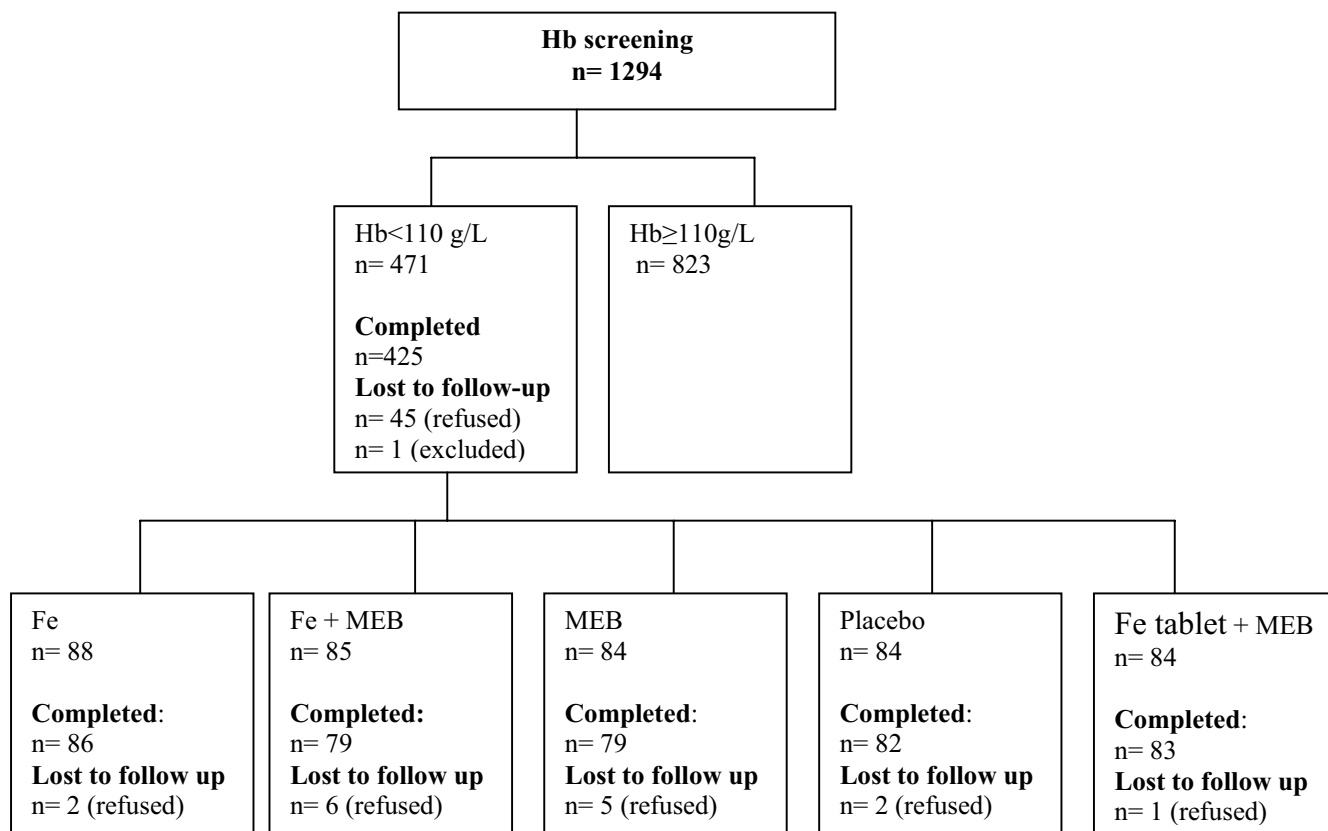 Hb screening
n= 1294
Hb<110 g/L
n= 471
Completed
n=425
Lost to follow-up
n= 45 (refused)
n= 1 (excluded)
Hb≥110g/L
n= 823
Fe
n= 88
Completed:
n= 86
Lost to follow up
n= 2 (refused)
Fe + MEB
n= 85
Completed:
n= 79
Lost to follow up
n= 6 (refused)
MEB
n= 84
Completed:
n= 79
Lost to follow up
n= 5 (refused)
Placebo
n= 84
Completed:
n= 82
Lost to follow up
n= 2 (refused)
Fe tablet + MEB
n= 84
Completed:
n= 83
Lost to follow up
n= 1 (refused)